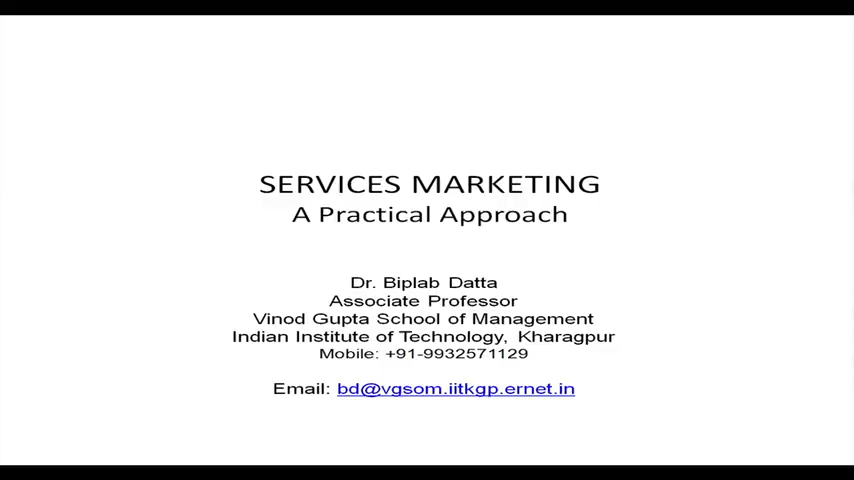 SERVICES MARKETING
A Practical Approach
Dr. Biplab Datta
Associate Professor
Vinod Gupta School of Management
Indian Institute of Technology, Kharagpur
Mobile: +91-9932571129
Email: bd@vgsom.iitkgp.ernet.in